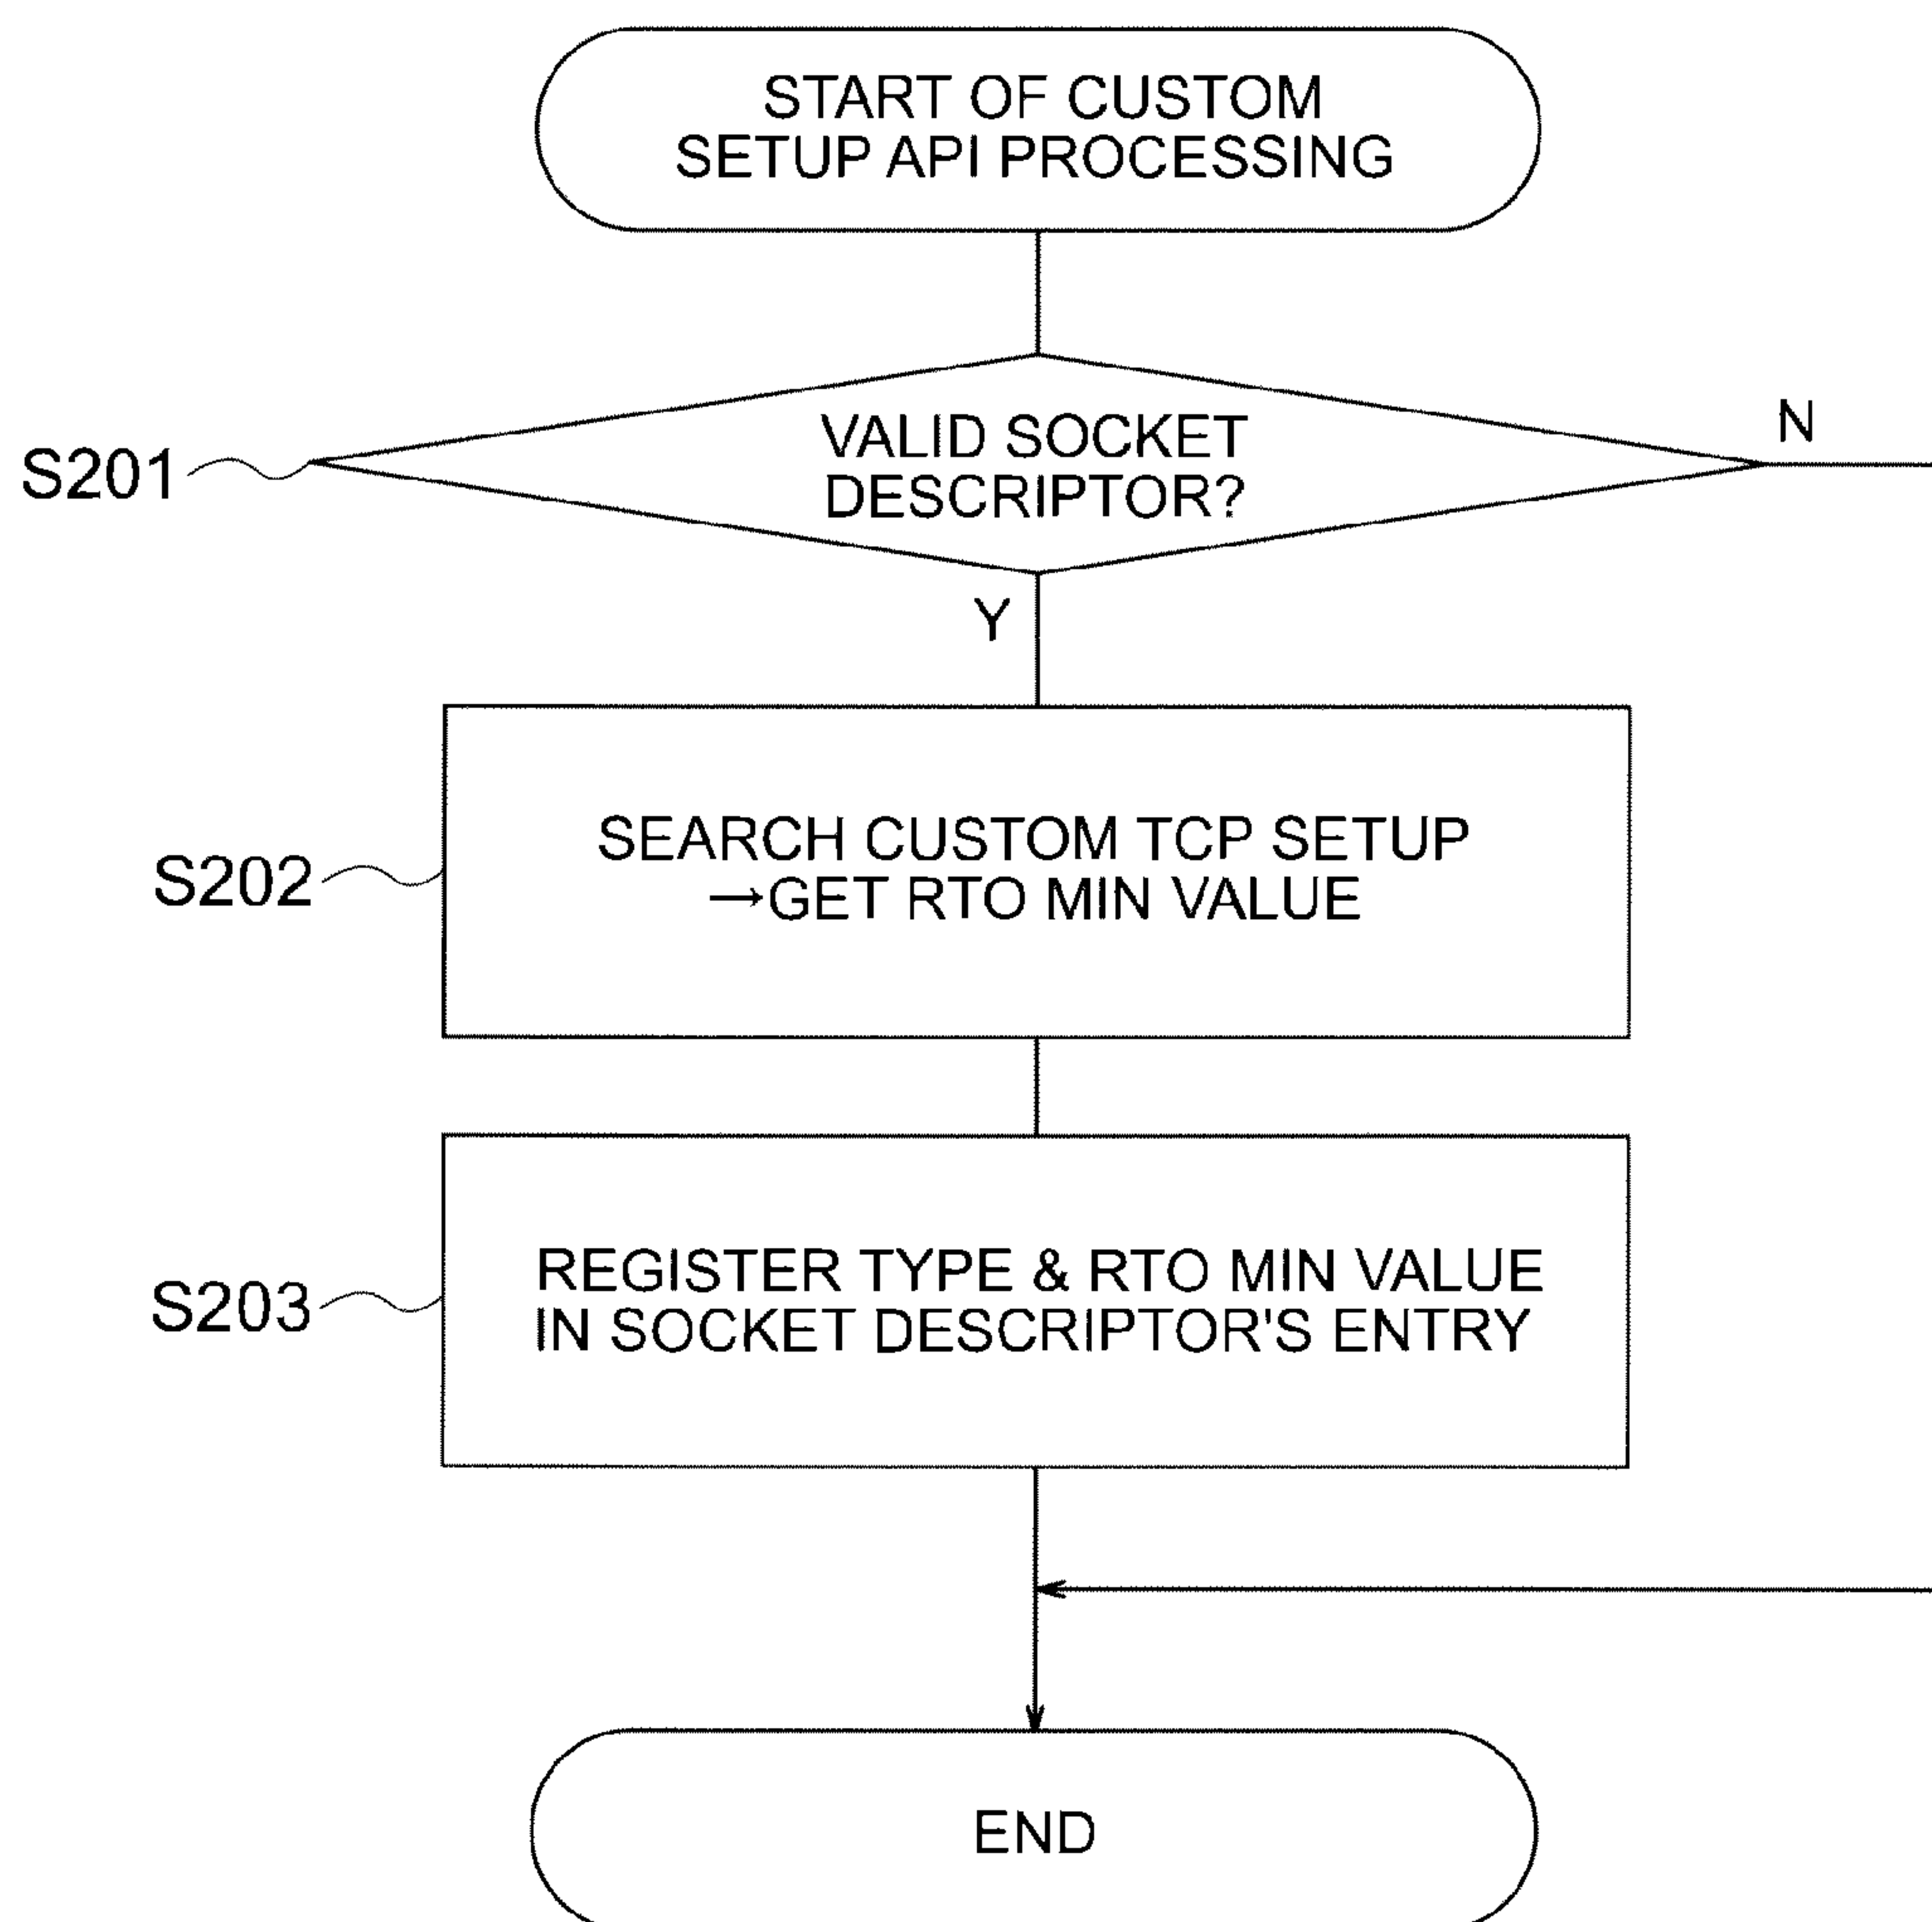 START OF CUSTOM
SETUP API PROCESSING
S201
VALID SOCKET
DESCRIPTOR?
N
Y
S202
SEARCH CUSTOM TCP SETUP
→GET RTO MIN VALUE
S203
REGISTER TYPE & RTO MIN VALUE
IN SOCKET DESCRIPTOR'S ENTRY
END